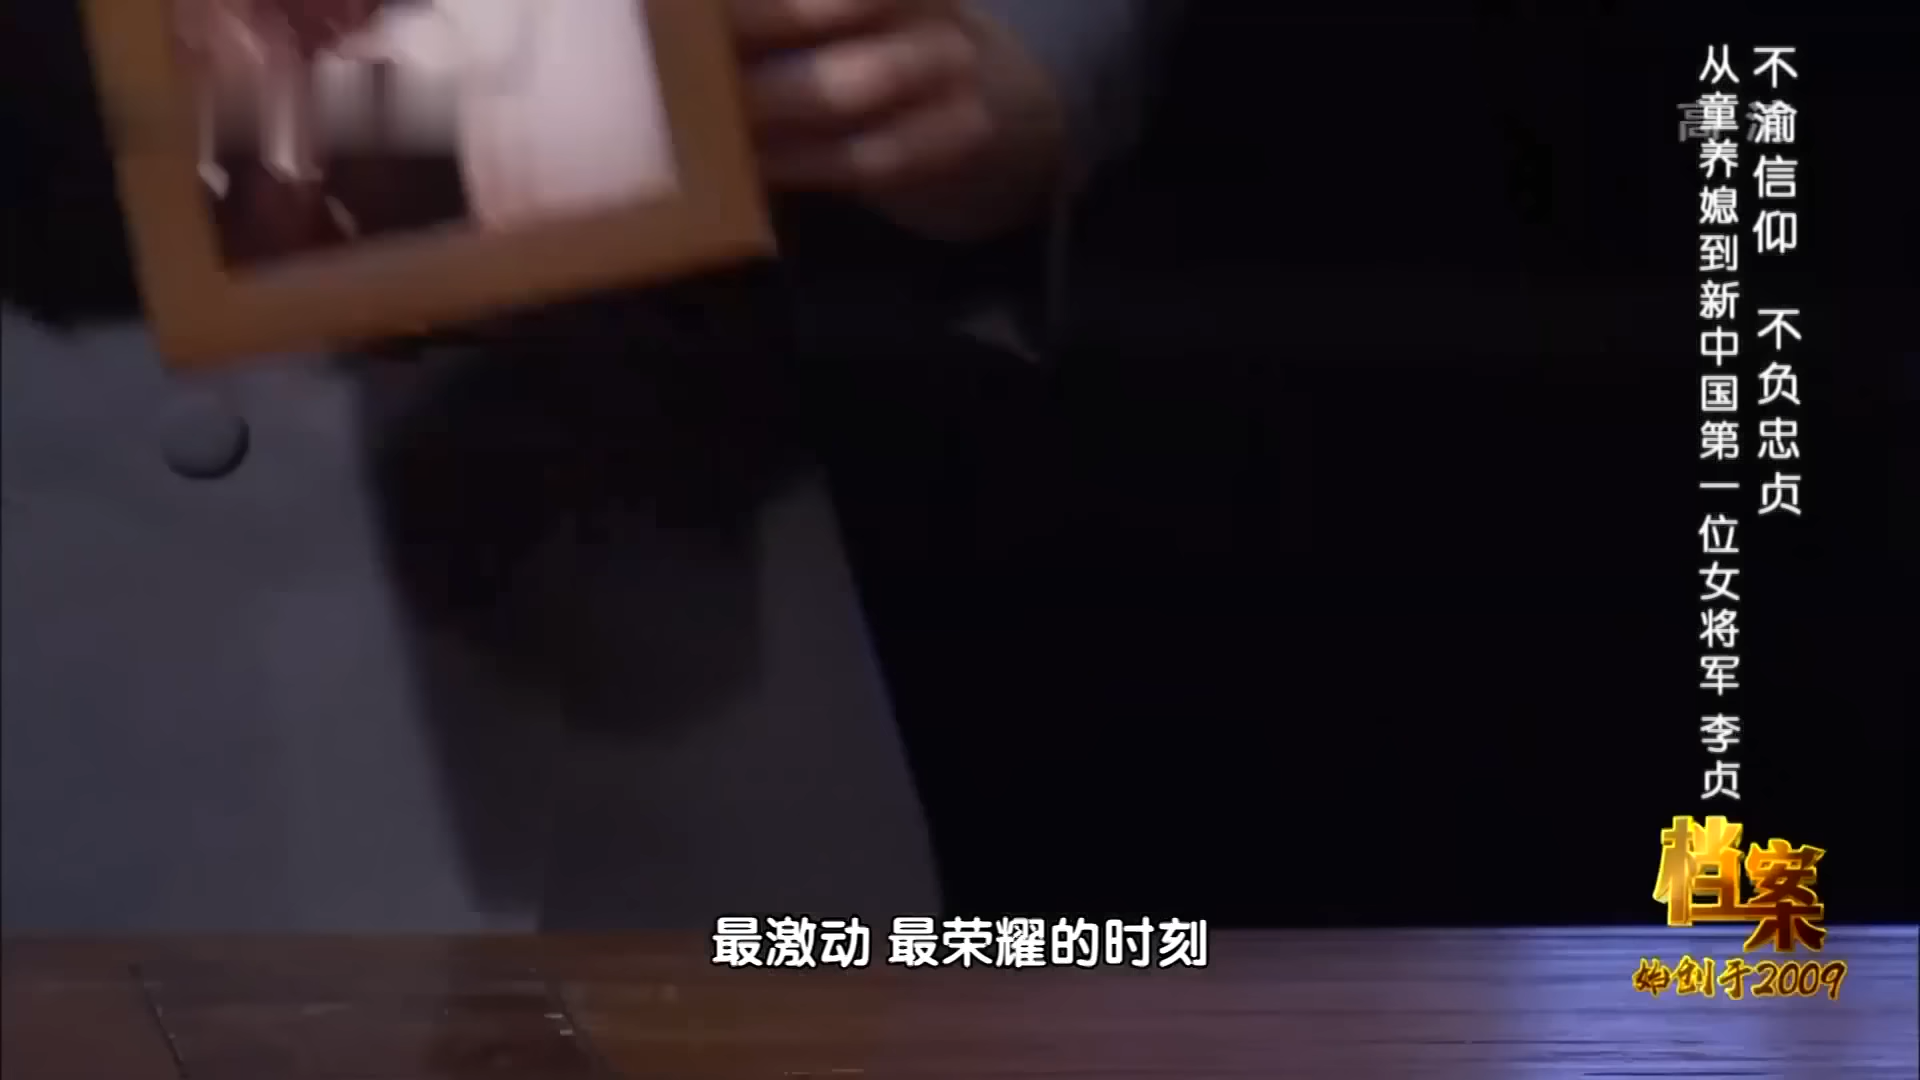 不渝信仰 不负忠贞
从童养媳到新中国第一位女将军 李贞
高清
档案
始创于2009
最激动 最荣耀的时刻